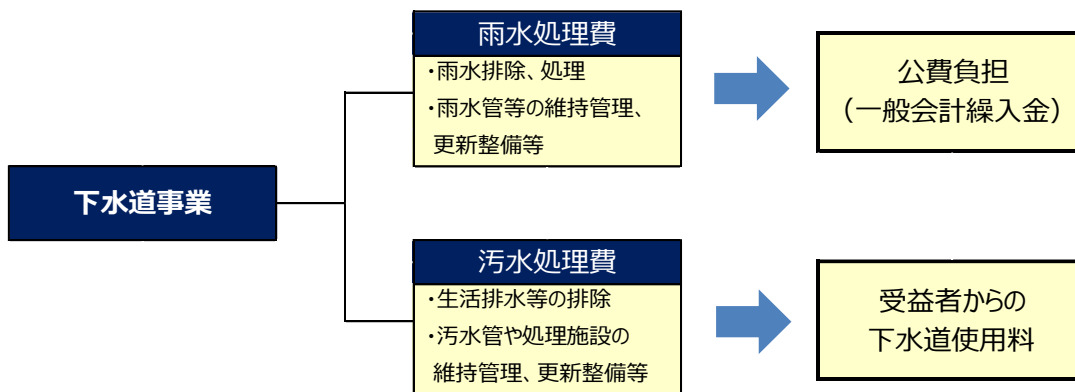 雨水処理費
・雨水排除、処理
・雨水管等の維持管理、
更新整備等
公費負担
（一般会計繰入金）
下水道事業
汚水処理費
・生活排水等の排除
・汚水管や処理施設の
維持管理、更新整備等
受益者からの
下水道使用料